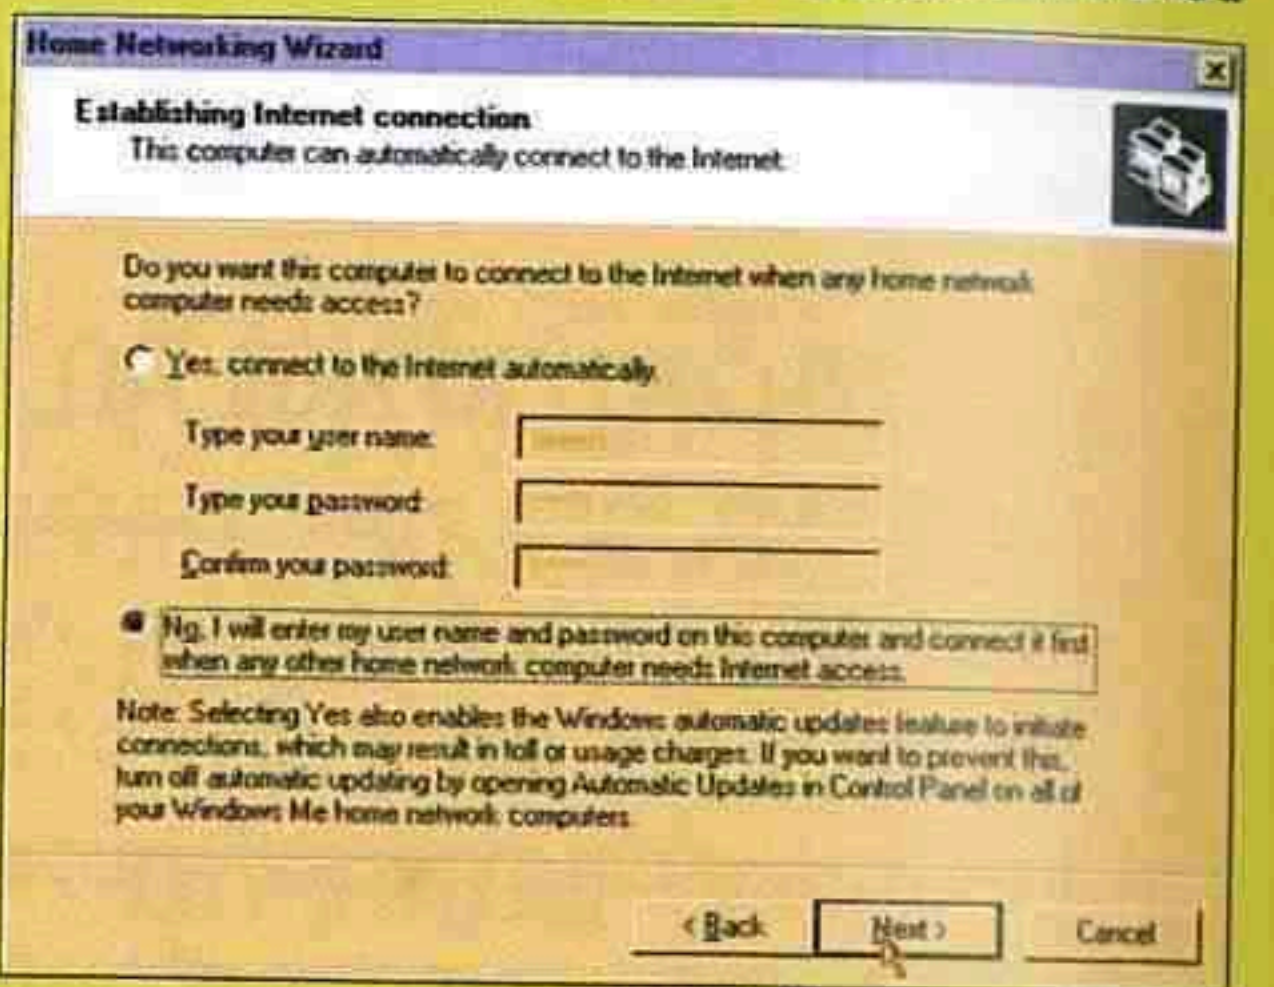 Home Networking Wizard
Establishing Internet connection
This computer can automatically connect to the Internet.
Do you want this computer to connect to the Internet when any home network
computer needs access?
Yes, connect to the Internet automatically.
Type your user name:
Type your password:
Confirm your password:
No, I will enter my user name and password on this computer and connect it first
when any other home network computer needs Internet access.
Note: Selecting Yes also enables the Windows automatic updates feature to initiate
connections, which may result in toll or usage charges. If you want to prevent this,
turn off automatic updating by opening Automatic Updates in Control Panel on all of
your Windows Me home network computers.
< Back
Next >
Cancel